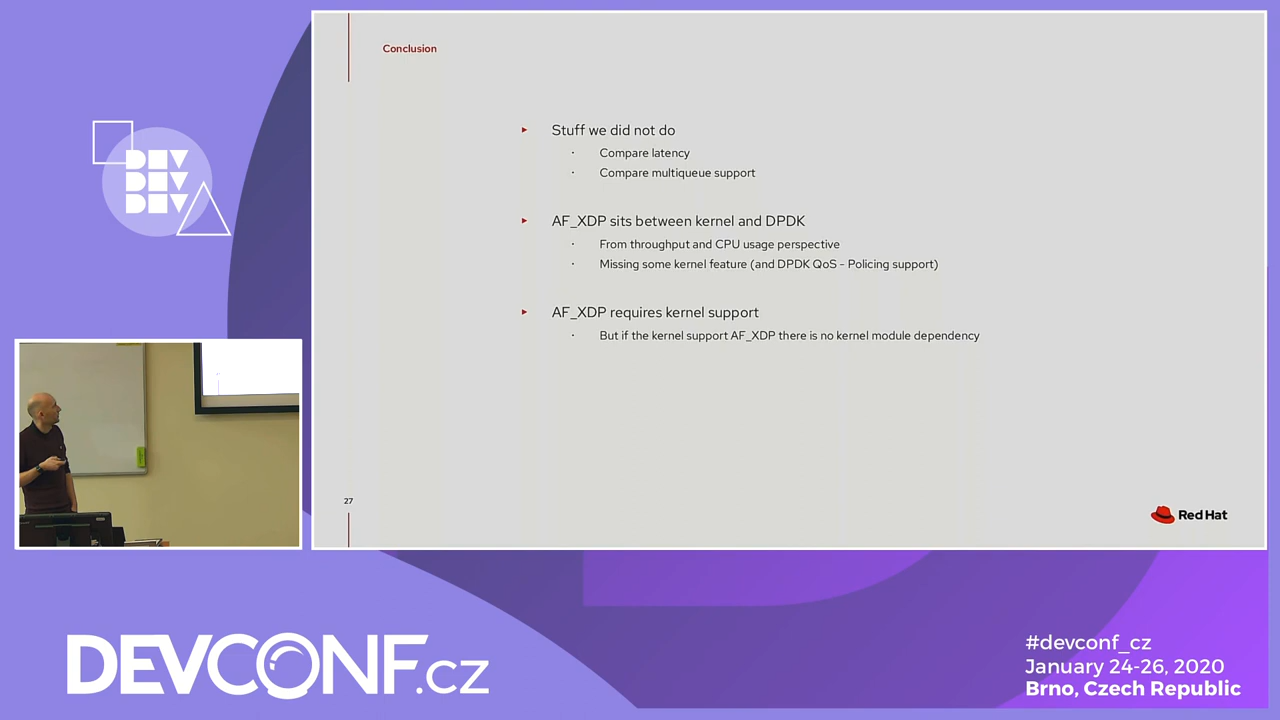 Conclusion
Stuff we did not do
Compare latency
Compare multiqueue support
AF_XDP sits between kernel and DPDK
From throughput and CPU usage perspective
Missing some kernel feature (and DPDK QoS - Policing support)
AF_XDP requires kernel support
But if the kernel support AF_XDP there is no kernel module dependency
27
Red Hat
DEV
DEV
DEV
DEVCONF.cz
#devconf_cz
January 24-26, 2020
Brno, Czech Republic